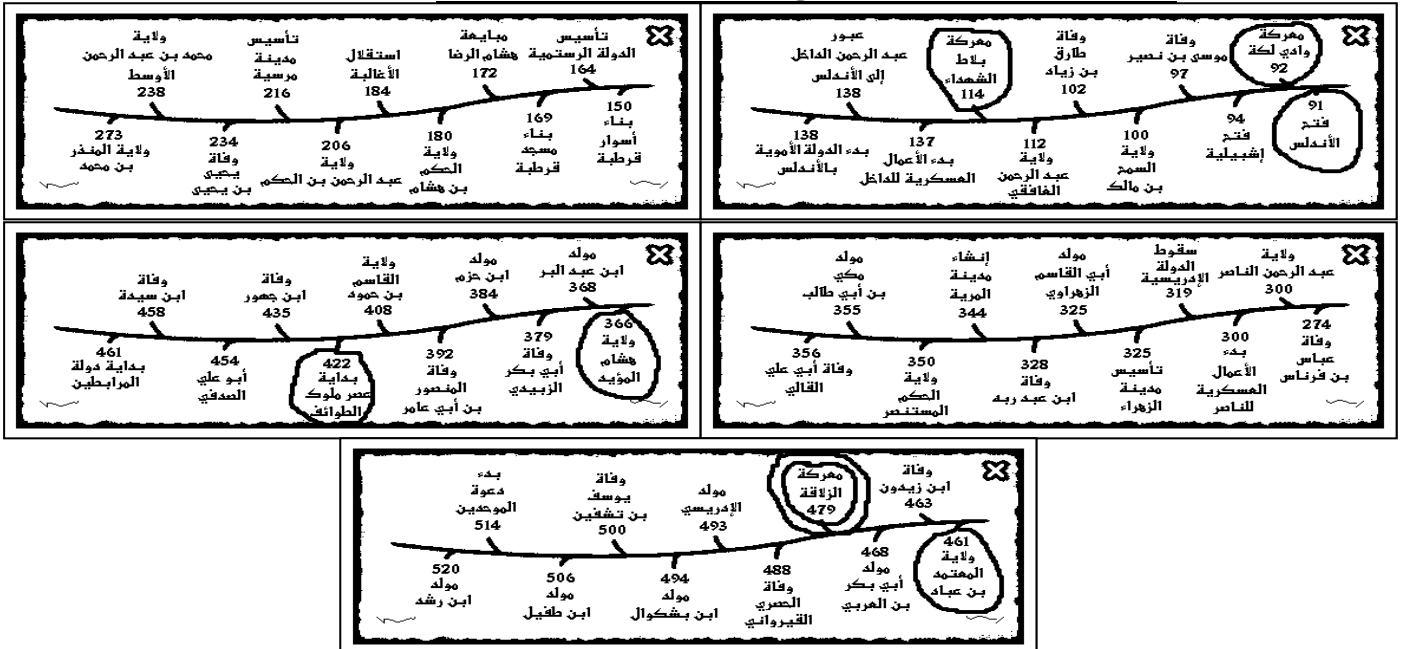 91
فتح
الأندلس
معركة
وادي لكة
92
94
فتح
إشبيلية
وفاة
موسى بن نصير
97
100
ولاية
السمح
بن مالك
وفاة
طارق
بن زياد
102
112
ولاية
عبد الرحمن
الغافقي
معركة
بلاط
الشهداء
114
137
بدء الأعمال
العسكرية للداخل
عبور
عبد الرحمن الداخل
إلى الأندلس
138
138
بدء الدولة الأموية
بالأندلس
150
بناء
أسوار
قرطبة
تأسيس
الدولة الرستمية
164
169
بناء
مسجد
قرطبة
مبايعة
هشام الرضا
172
180
ولاية
الحكم
بن هشام
استقلال
الأغالبة
184
206
ولاية
عبد الرحمن بن الحكم
تأسيس
مدينة
مرسية
216
234
وفاة
يحيى
بن يحيى
ولاية
محمد بن عبد الرحمن
الأوسط
238
273
ولاية المنذر
بن محمد
274
وفاة
عباس
بن فرناس
ولاية
عبد الرحمن الناصر
300
300
بدء
الأعمال
العسكرية
للناصر
سقوط
الدولة
الإدريسية
319
325
تأسيس
مدينة
الزهراء
مولد
أبي القاسم
الزهراوي
325
328
وفاة
ابن عبد ربه
إنشاء
مدينة
المرية
344
350
ولاية
الحكم
المستنصر
مولد
مكي
بن أبي طالب
355
356
وفاة أبي علي
القالي
366
ولاية
هشام
المؤيد
مولد
ابن عبد البر
368
379
وفاة
أبي بكر
الزبيدي
مولد
ابن حزم
384
392
وفاة
المنصور
بن أبي عامر
ولاية
القاسم
بن حمود
408
422
بداية
عصر ملوك
الطوائف
وفاة
ابن جهور
435
454
أبو علي
الصدفي
وفاة
ابن سيدة
458
461
بداية دولة
المرابطين
461
ولاية
المعتمد
بن عباد
وفاة
ابن زيدون
463
468
مولد
أبي بكر
بن العربي
معركة
الزلاقة
479
488
وفاة
الحصري
القيرواني
مولد
الإدريسي
493
494
مولد
ابن بشكوال
وفاة
يوسف
بن تشفين
500
506
مولد
ابن طفيل
بدء
دعوة
الموحدين
514
520
مولد
ابن رشد